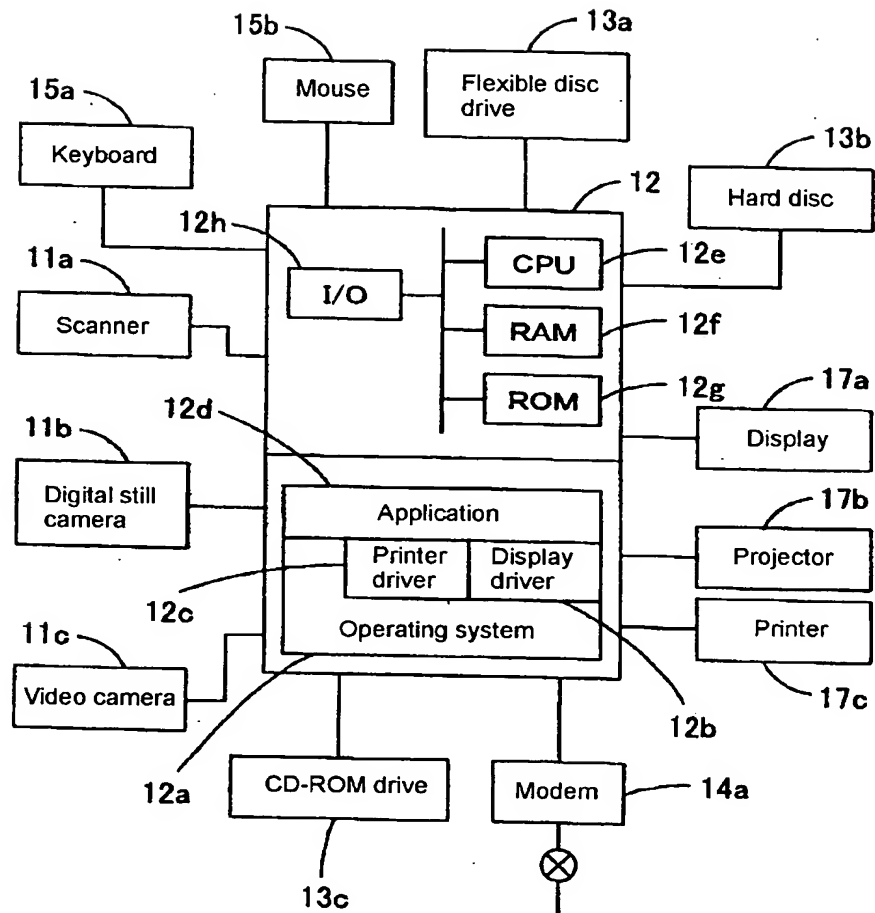 13a
15b
Flexible disc
drive
Mouse
15a
Keyboard
13b
Hard disc
12
12h
CPU
12e
11a
I/O
Scanner
RAM
12f
ROM
12g
17a
12d
11b
Display
Digital still
camera
Application
17b
Printer
driver
Display
driver
Projector
12c
11c
Operating system
Printer
Video camera
17c
12b
12a
CD-ROM drive
Modem
14a
13c